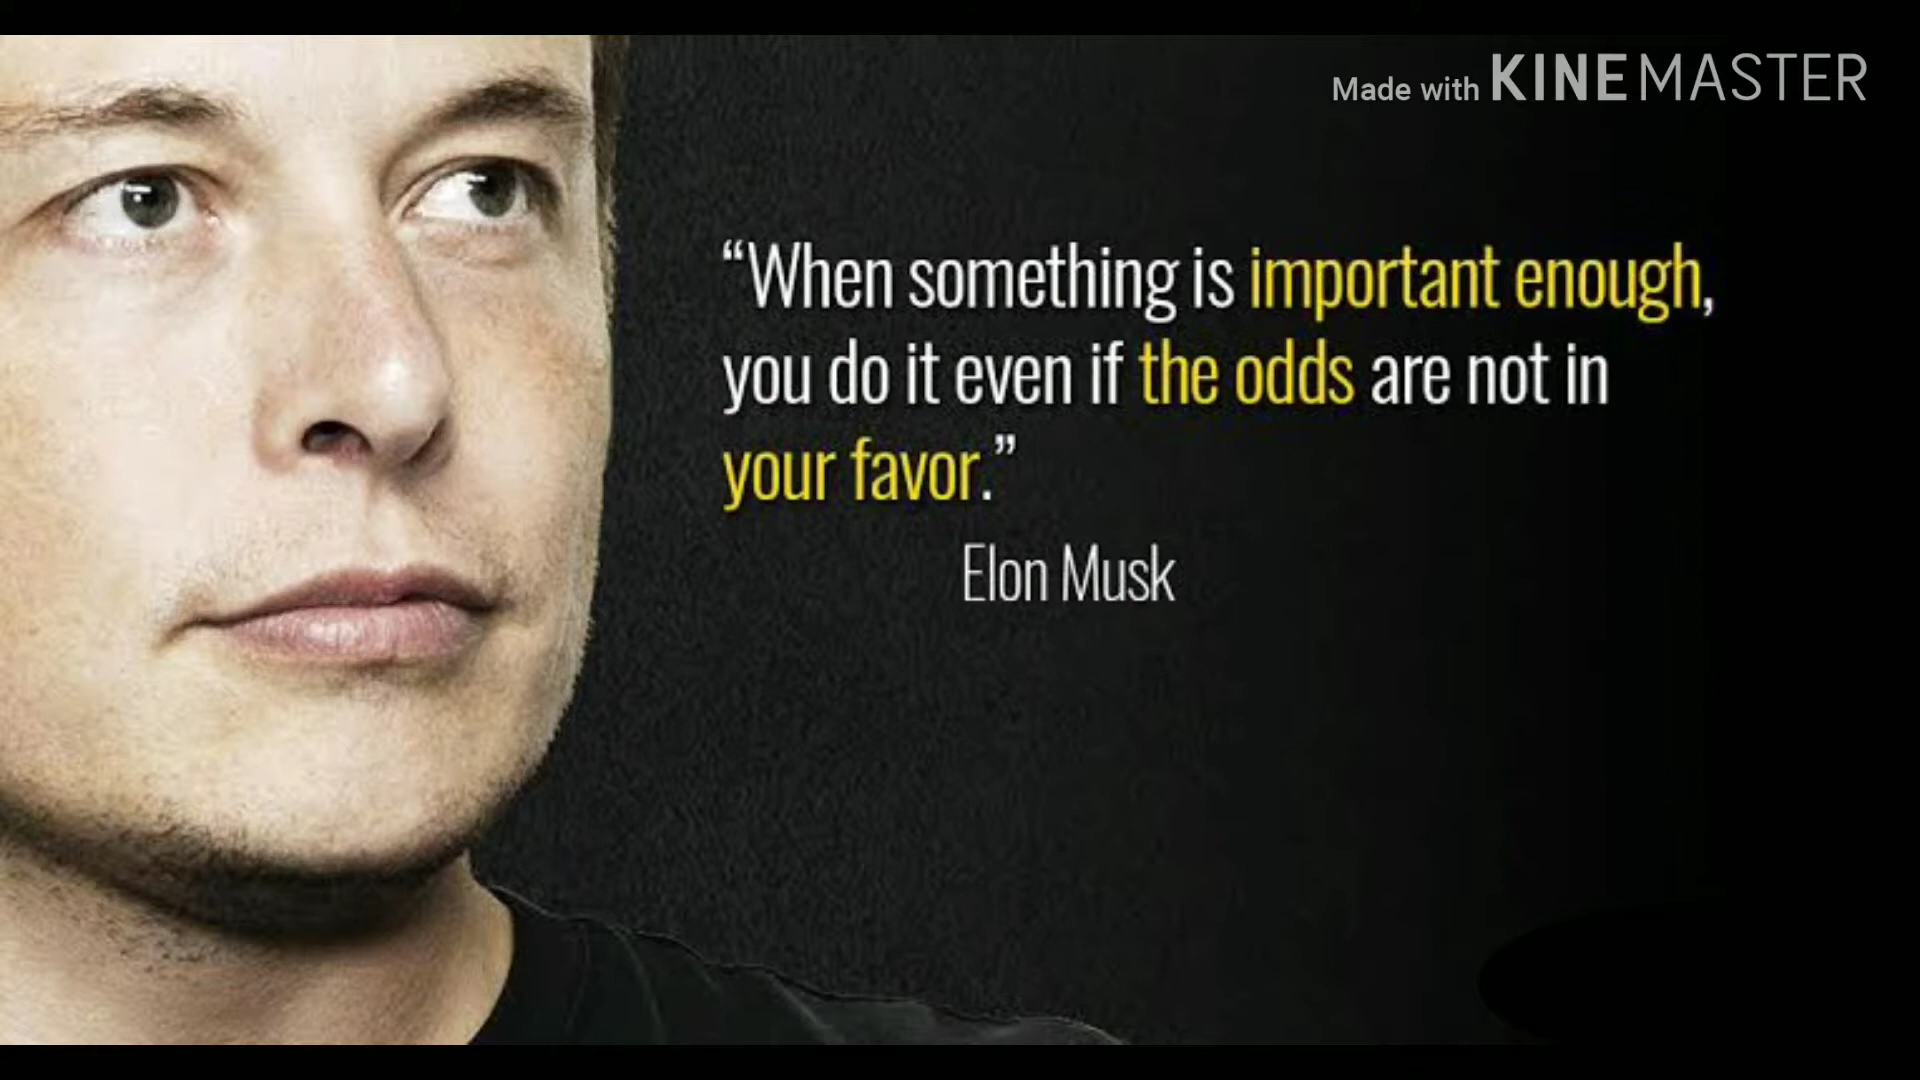 Made with KINEMASTER
“When something is important enough,
you do it even if the odds are not in
your favor.”
Elon Musk